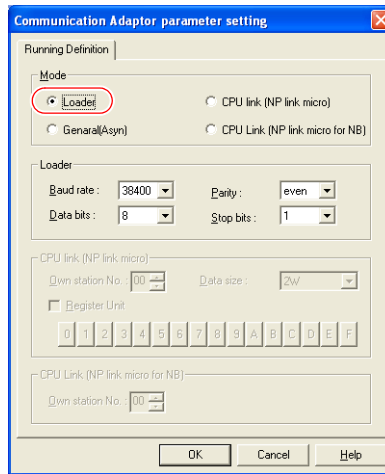 Communication Adaptor parameter setting
Running Definition
Mode
Loader
CPU link (NP link micro)
Genaral(Asyn)
CPU Link (NP link micro for NB)
Loader
Baud rate : 38400 Parity : even
Data bits : 8 Stop bits : 1
CPU link (NP link micro)
Own station No. : 00 Data size : 2W
Register Unit
0 1 2 3 4 5 6 7 8 9 A B C D E F
CPU Link (NP link micro for NB)
Own station No. : 00
OK Cancel Help